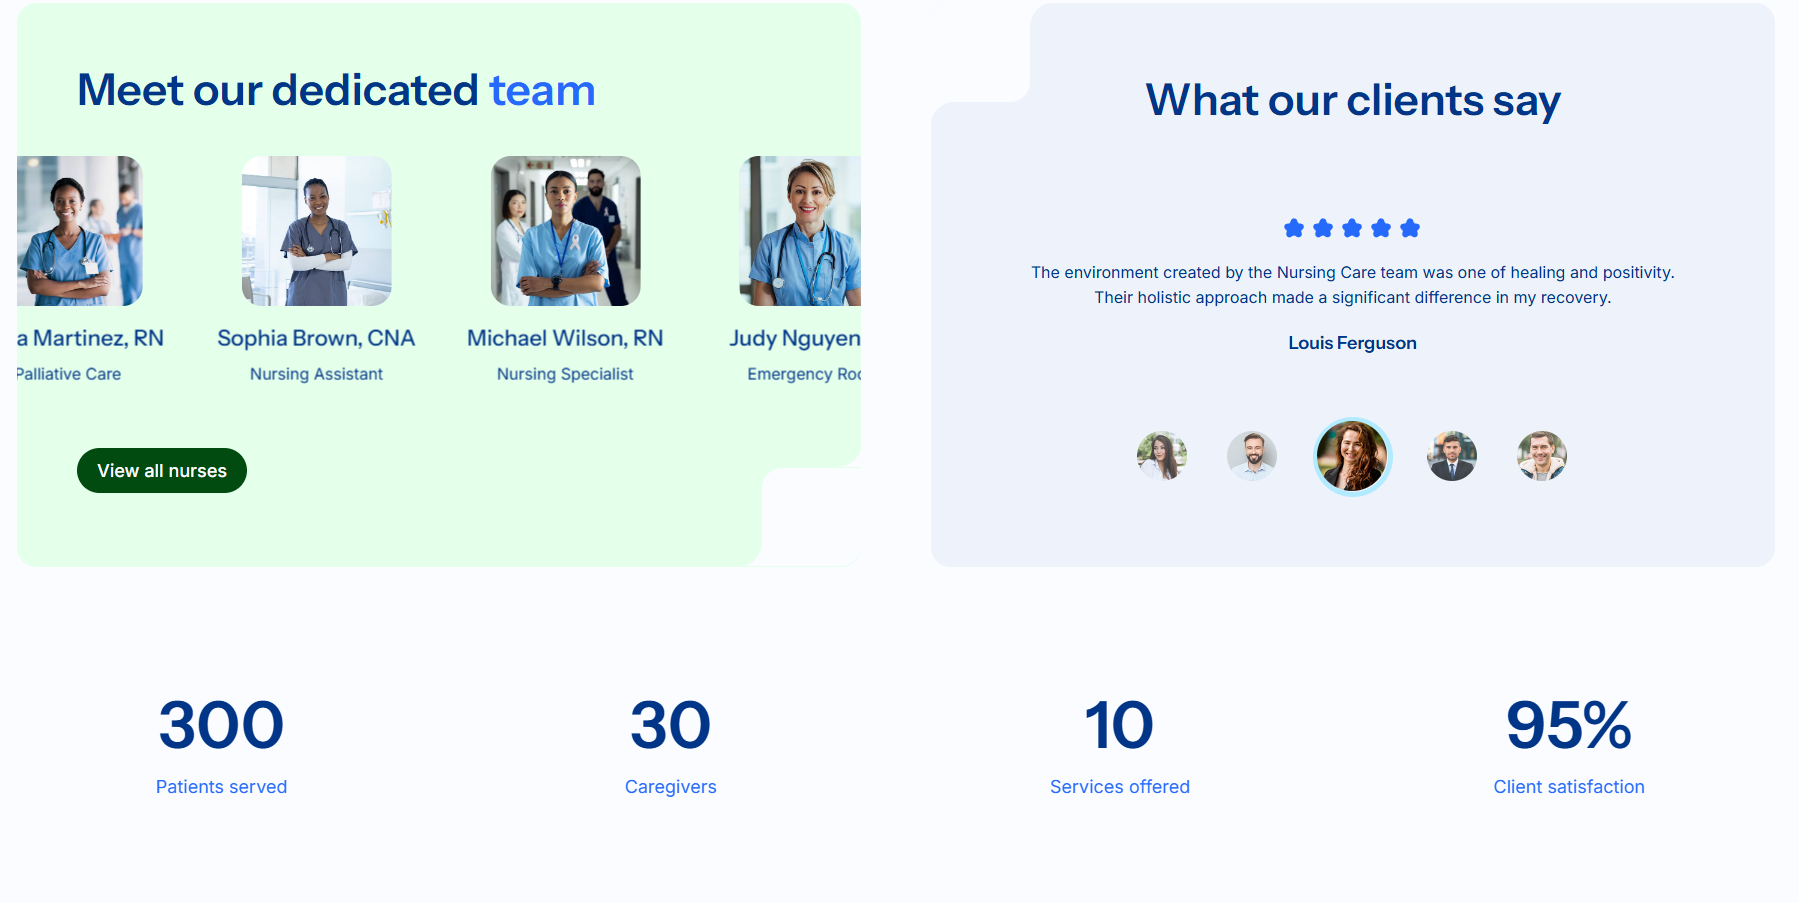 Meet our dedicated team
a Martinez, RN
Palliative Care
Sophia Brown, CNA
Nursing Assistant
Michael Wilson, RN
Nursing Specialist
Judy Nguyen
Emergency Roo
View all nurses
What our clients say
The environment created by the Nursing Care team was one of healing and positivity.
Their holistic approach made a significant difference in my recovery.
Louis Ferguson
300
Patients served
30
Caregivers
10
Services offered
95%
Client satisfaction